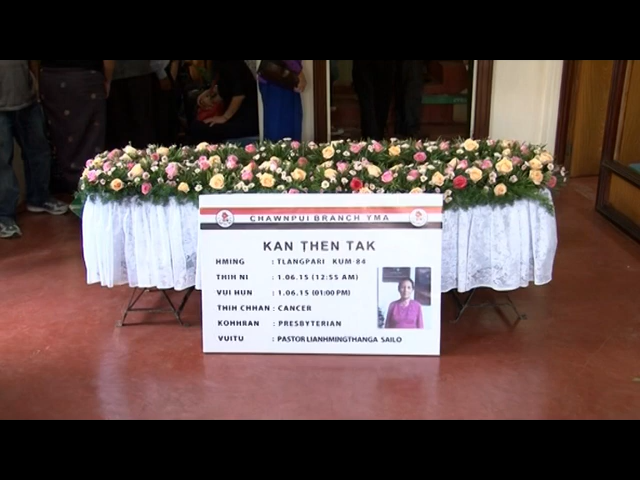 CHAWNPUI BRANCH YMA
KAN THEN TAK
HMING : TLANGPARI KUM-84
THIH NI : 1.06.15 (12:55 AM)
VUI HUN : 1.06.15 (01:00 PM)
THIH CHHAN : CANCER
KOHHRAN : PRESBYTERIAN
VUITU : PASTOR LIANHMINGTHANGA SAILO